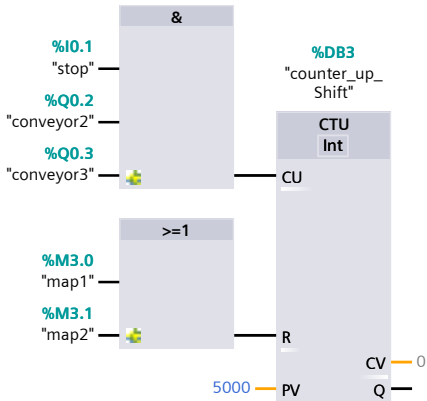 &
%I0.1
"stop"
%Q0.2
"conveyor2"
%Q0.3
"conveyor3"
>=1
%M3.0
"map1"
%M3.1
"map2"
%DB3
"counter_up_
Shift"
CTU
Int
CU
R
CV 0
5000 PV Q